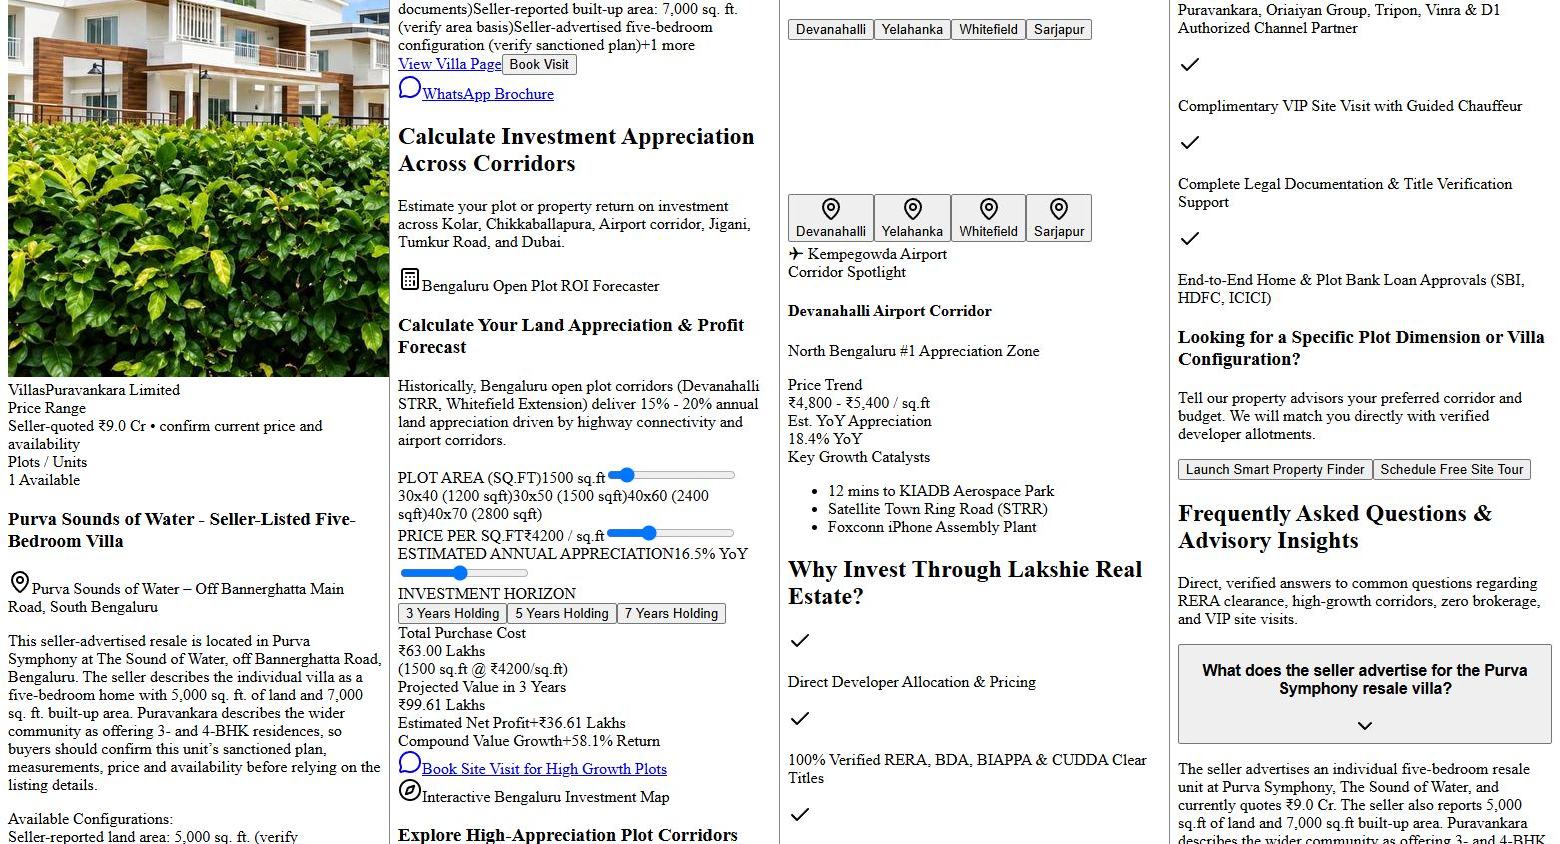 VillasPuravankara Limited
Price Range
Seller-quoted ₹9.0 Cr • confirm current price and
availability
Plots / Units
1 Available
Purva Sounds of Water - Seller-Listed Five-
Bedroom Villa
Purva Sounds of Water – Off Bannerghatta Main
Road, South Bengaluru
This seller-advertised resale is located in Purva
Symphony at The Sound of Water, off Bannerghatta Road,
Bengaluru. The seller describes the individual villa as a
five-bedroom home with 5,000 sq. ft. of land and 7,000
sq. ft. built-up area. Puravankara describes the wider
community as offering 3- and 4-BHK residences, so
buyers should confirm this unit's sanctioned plan,
measurements, price and availability before relying on the
listing details.
Available Configurations:
Seller-reported land area: 5,000 sq. ft. (verify
documents)Seller-reported built-up area: 7,000 sq. ft.
(verify area basis)Seller-advertised five-bedroom
configuration (verify sanctioned plan)+1 more
View Villa Page Book Visit
WhatsApp Brochure
Calculate Investment Appreciation
Across Corridors
Estimate your plot or property return on investment
across Kolar, Chikkaballapura, Airport corridor, Jigani,
Tumkur Road, and Dubai.
Bengaluru Open Plot ROI Forecaster
Calculate Your Land Appreciation & Profit
Forecast
Historically, Bengaluru open plot corridors (Devanahalli
STRR, Whitefield Extension) deliver 15% - 20% annual
land appreciation driven by highway connectivity and
airport corridors.
PLOT AREA (SQ.FT)1500 sq.ft
30x40 (1200 sqft)30x50 (1500 sqft)40x60 (2400
sqft)40x70 (2800 sqft)
PRICE PER SQ.FT₹4200 / sq.ft
ESTIMATED ANNUAL APPRECIATION16.5% YoY
INVESTMENT HORIZON
3 Years Holding 5 Years Holding 7 Years Holding
Total Purchase Cost
₹63.00 Lakhs
(1500 sq.ft @ ₹4200/sq.ft)
Projected Value in 3 Years
₹99.61 Lakhs
Estimated Net Profit+₹36.61 Lakhs
Compound Value Growth+58.1% Return
Book Site Visit for High Growth Plots
Interactive Bengaluru Investment Map
Explore High-Appreciation Plot Corridors
Devanahalli Yelahanka Whitefield Sarjapur
Devanahalli Yelahanka Whitefield Sarjapur
✈ Kempegowda Airport
Corridor Spotlight
Devanahalli Airport Corridor
North Bengaluru #1 Appreciation Zone
Price Trend
₹4,800 - ₹5,400 / sq.ft
Est. YoY Appreciation
18.4% YoY
Key Growth Catalysts
• 12 mins to KIADB Aerospace Park
• Satellite Town Ring Road (STRR)
• Foxconn iPhone Assembly Plant
Why Invest Through Lakshie Real
Estate?
Direct Developer Allocation & Pricing
100% Verified RERA, BDA, BIAPPA & CUDDA Clear
Titles
Puravankara, Oriaiyan Group, Tripon, Vinra & D1
Authorized Channel Partner
Complimentary VIP Site Visit with Guided Chauffeur
Complete Legal Documentation & Title Verification
Support
End-to-End Home & Plot Bank Loan Approvals (SBI,
HDFC, ICICI)
Looking for a Specific Plot Dimension or Villa
Configuration?
Tell our property advisors your preferred corridor and
budget. We will match you directly with verified
developer allotments.
Launch Smart Property Finder Schedule Free Site Tour
Frequently Asked Questions &
Advisory Insights
Direct, verified answers to common questions regarding
RERA clearance, high-growth corridors, zero brokerage,
and VIP site visits.
What does the seller advertise for the Purva
Symphony resale villa?
The seller advertises an individual five-bedroom resale
unit at Purva Symphony, The Sound of Water, and
currently quotes ₹9.0 Cr. The seller also reports 5,000
sq.ft of land and 7,000 sq.ft built-up area. Puravankara
describes the wider community as offering 3- and 4-BHK